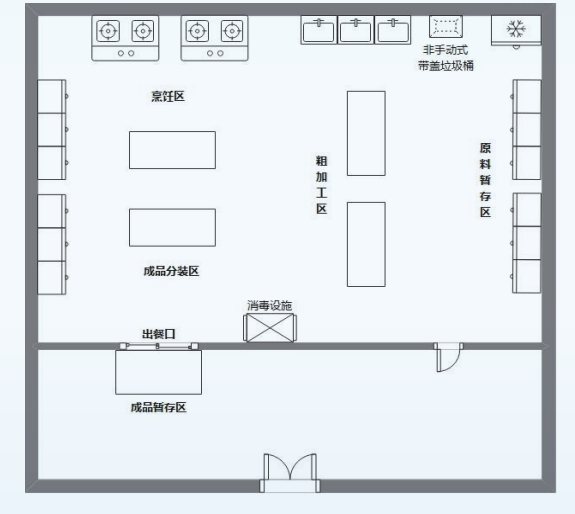 非手动式
带盖垃圾桶
烹饪区
粗加工区
原料暂存区
成品分装区
消毒设施
出餐口
成品暂存区